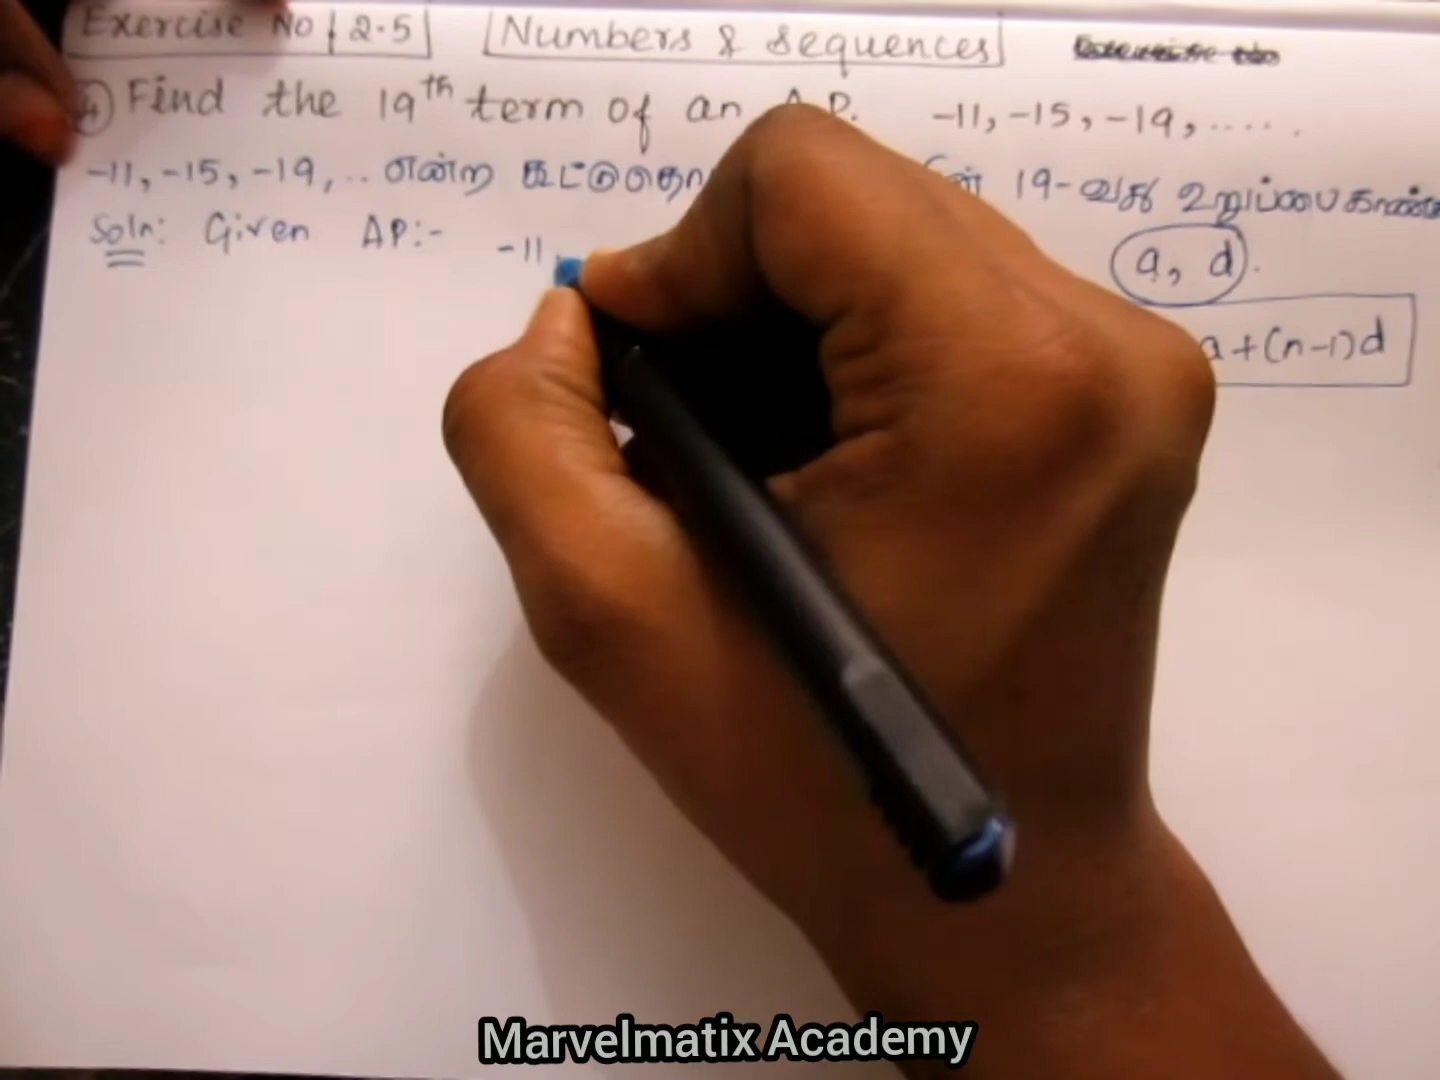 Exercise No 2.5 Numbers & Sequences
④ Find the 19th term of an A.P. -11, -15, -19, .....
-11, -15, -19, .. என்ற கூட்டுத்தொ 19-வது உறுப்பை
Soln: Given AP:- -11, a, d.
a+(n-1)d
Marvelmatix Academy